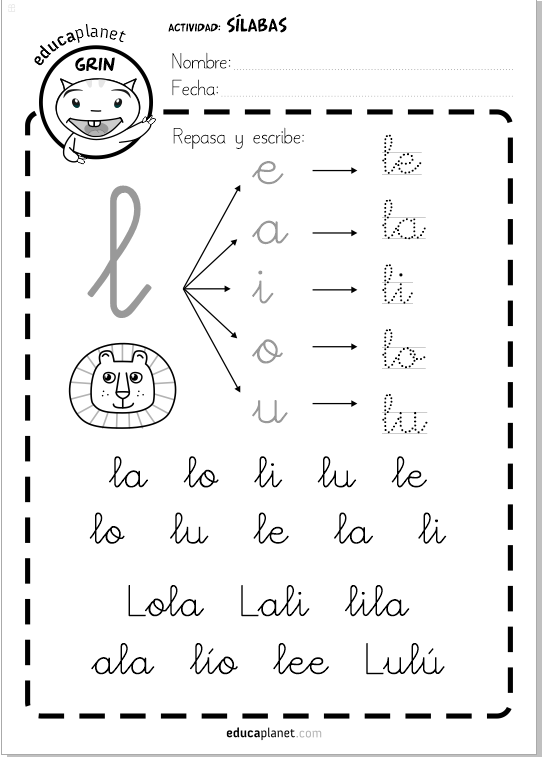 educaplanet
GRIN
ACTIVIDAD: SÍLABAS
Nombre:
Fecha:
Repasa y escribe:
l
e le
a la
i li
o lo
u lu
la lo li lu le
lo lu le la li
Lola Lali lila
ala lío lee Lulú
educaplanet.com